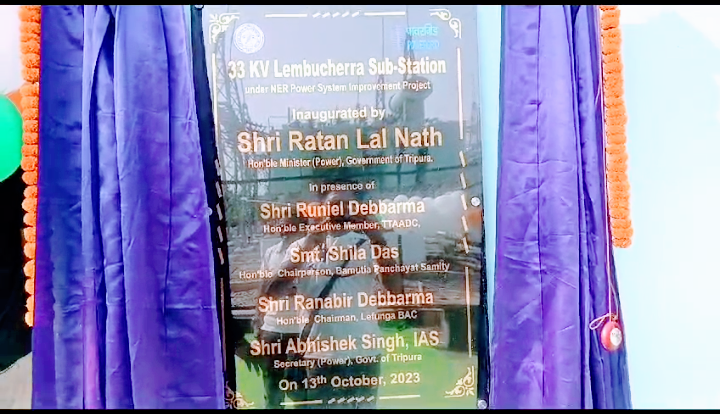 पावरग्रिड
POWERGRID
33 KV Lembucherra Sub-Station
under NER Power System Improvement Project
Inaugurated by
Shri Ratan Lal Nath
Hon'ble Minister (Power), Government of Tripura.
In presence of
Shri Runiel Debbarma
Hon'ble Executive Member, TTAADC,
Smt. Shila Das
Hon'ble Chairperson, Bamutia Panchayat Samity
Shri Ranabir Debbarma
Hon'ble Chairman, Lefunga BAC
Shri Abhishek Singh, IAS
Secretary (Power), Govt. of Tripura
On 13th October, 2023